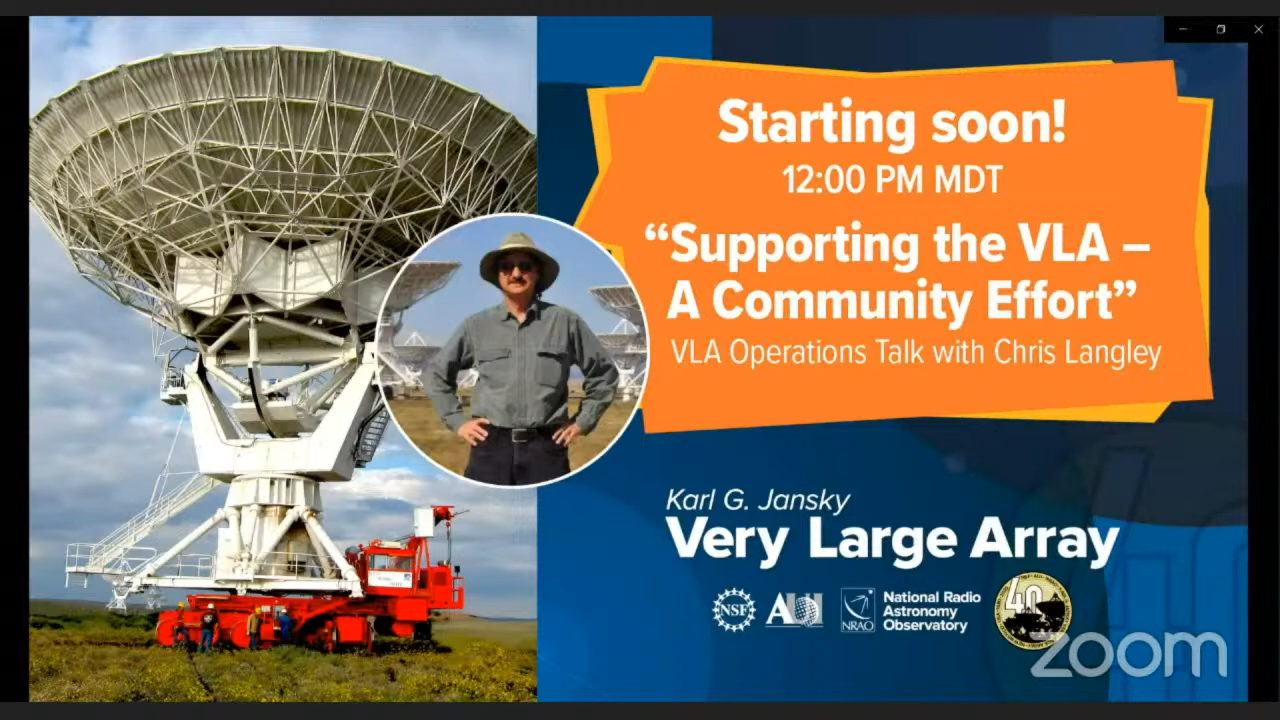 Starting soon!
12:00 PM MDT
“Supporting the VLA –
A Community Effort”
VLA Operations Talk with Chris Langley
Karl G. Jansky
Very Large Array
NSF
AUI
NRAO
National Radio
Astronomy
Observatory
40
zoom